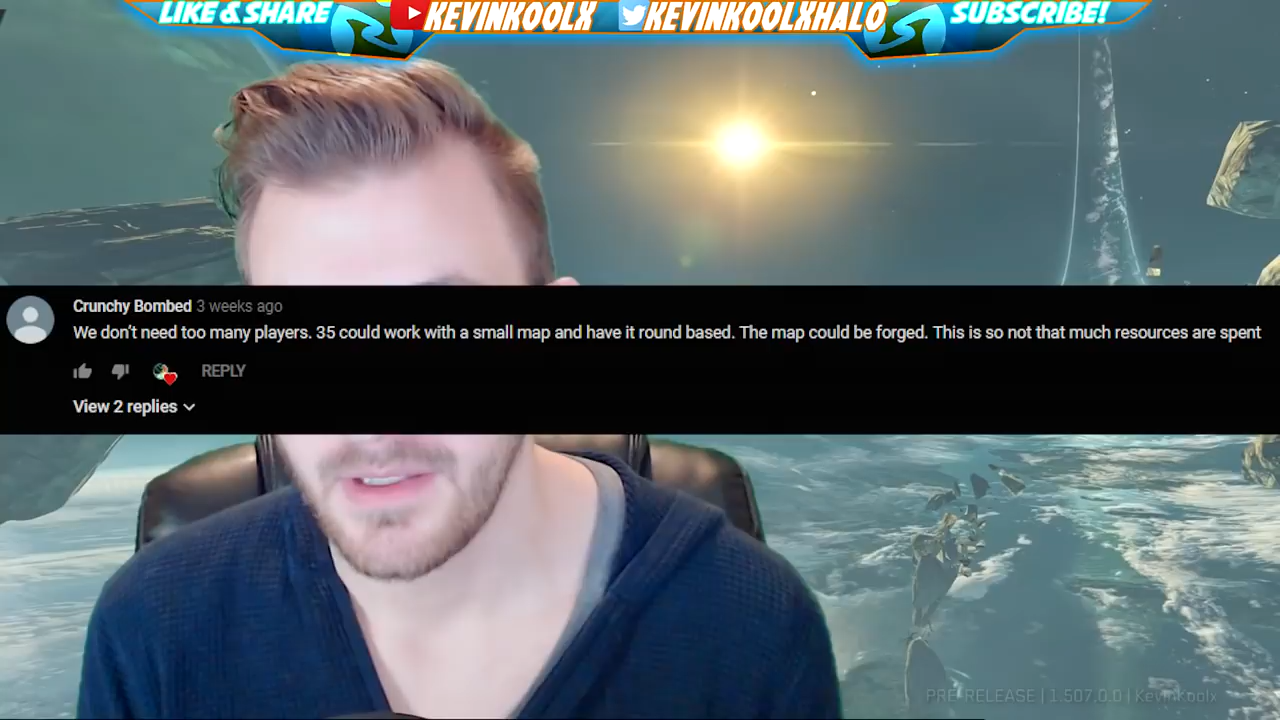 LIKE & SHARE KEVINKOOLX KEVINKOOLXHALO SUBSCRIBE!
Crunchy Bombed 3 weeks ago
We don't need too many players. 35 could work with a small map and have it round based. The map could be forged. This is so not that much resources are spent
REPLY
View 2 replies
PRE-RELEASE | 1.507.0.0 | KevinKoolx